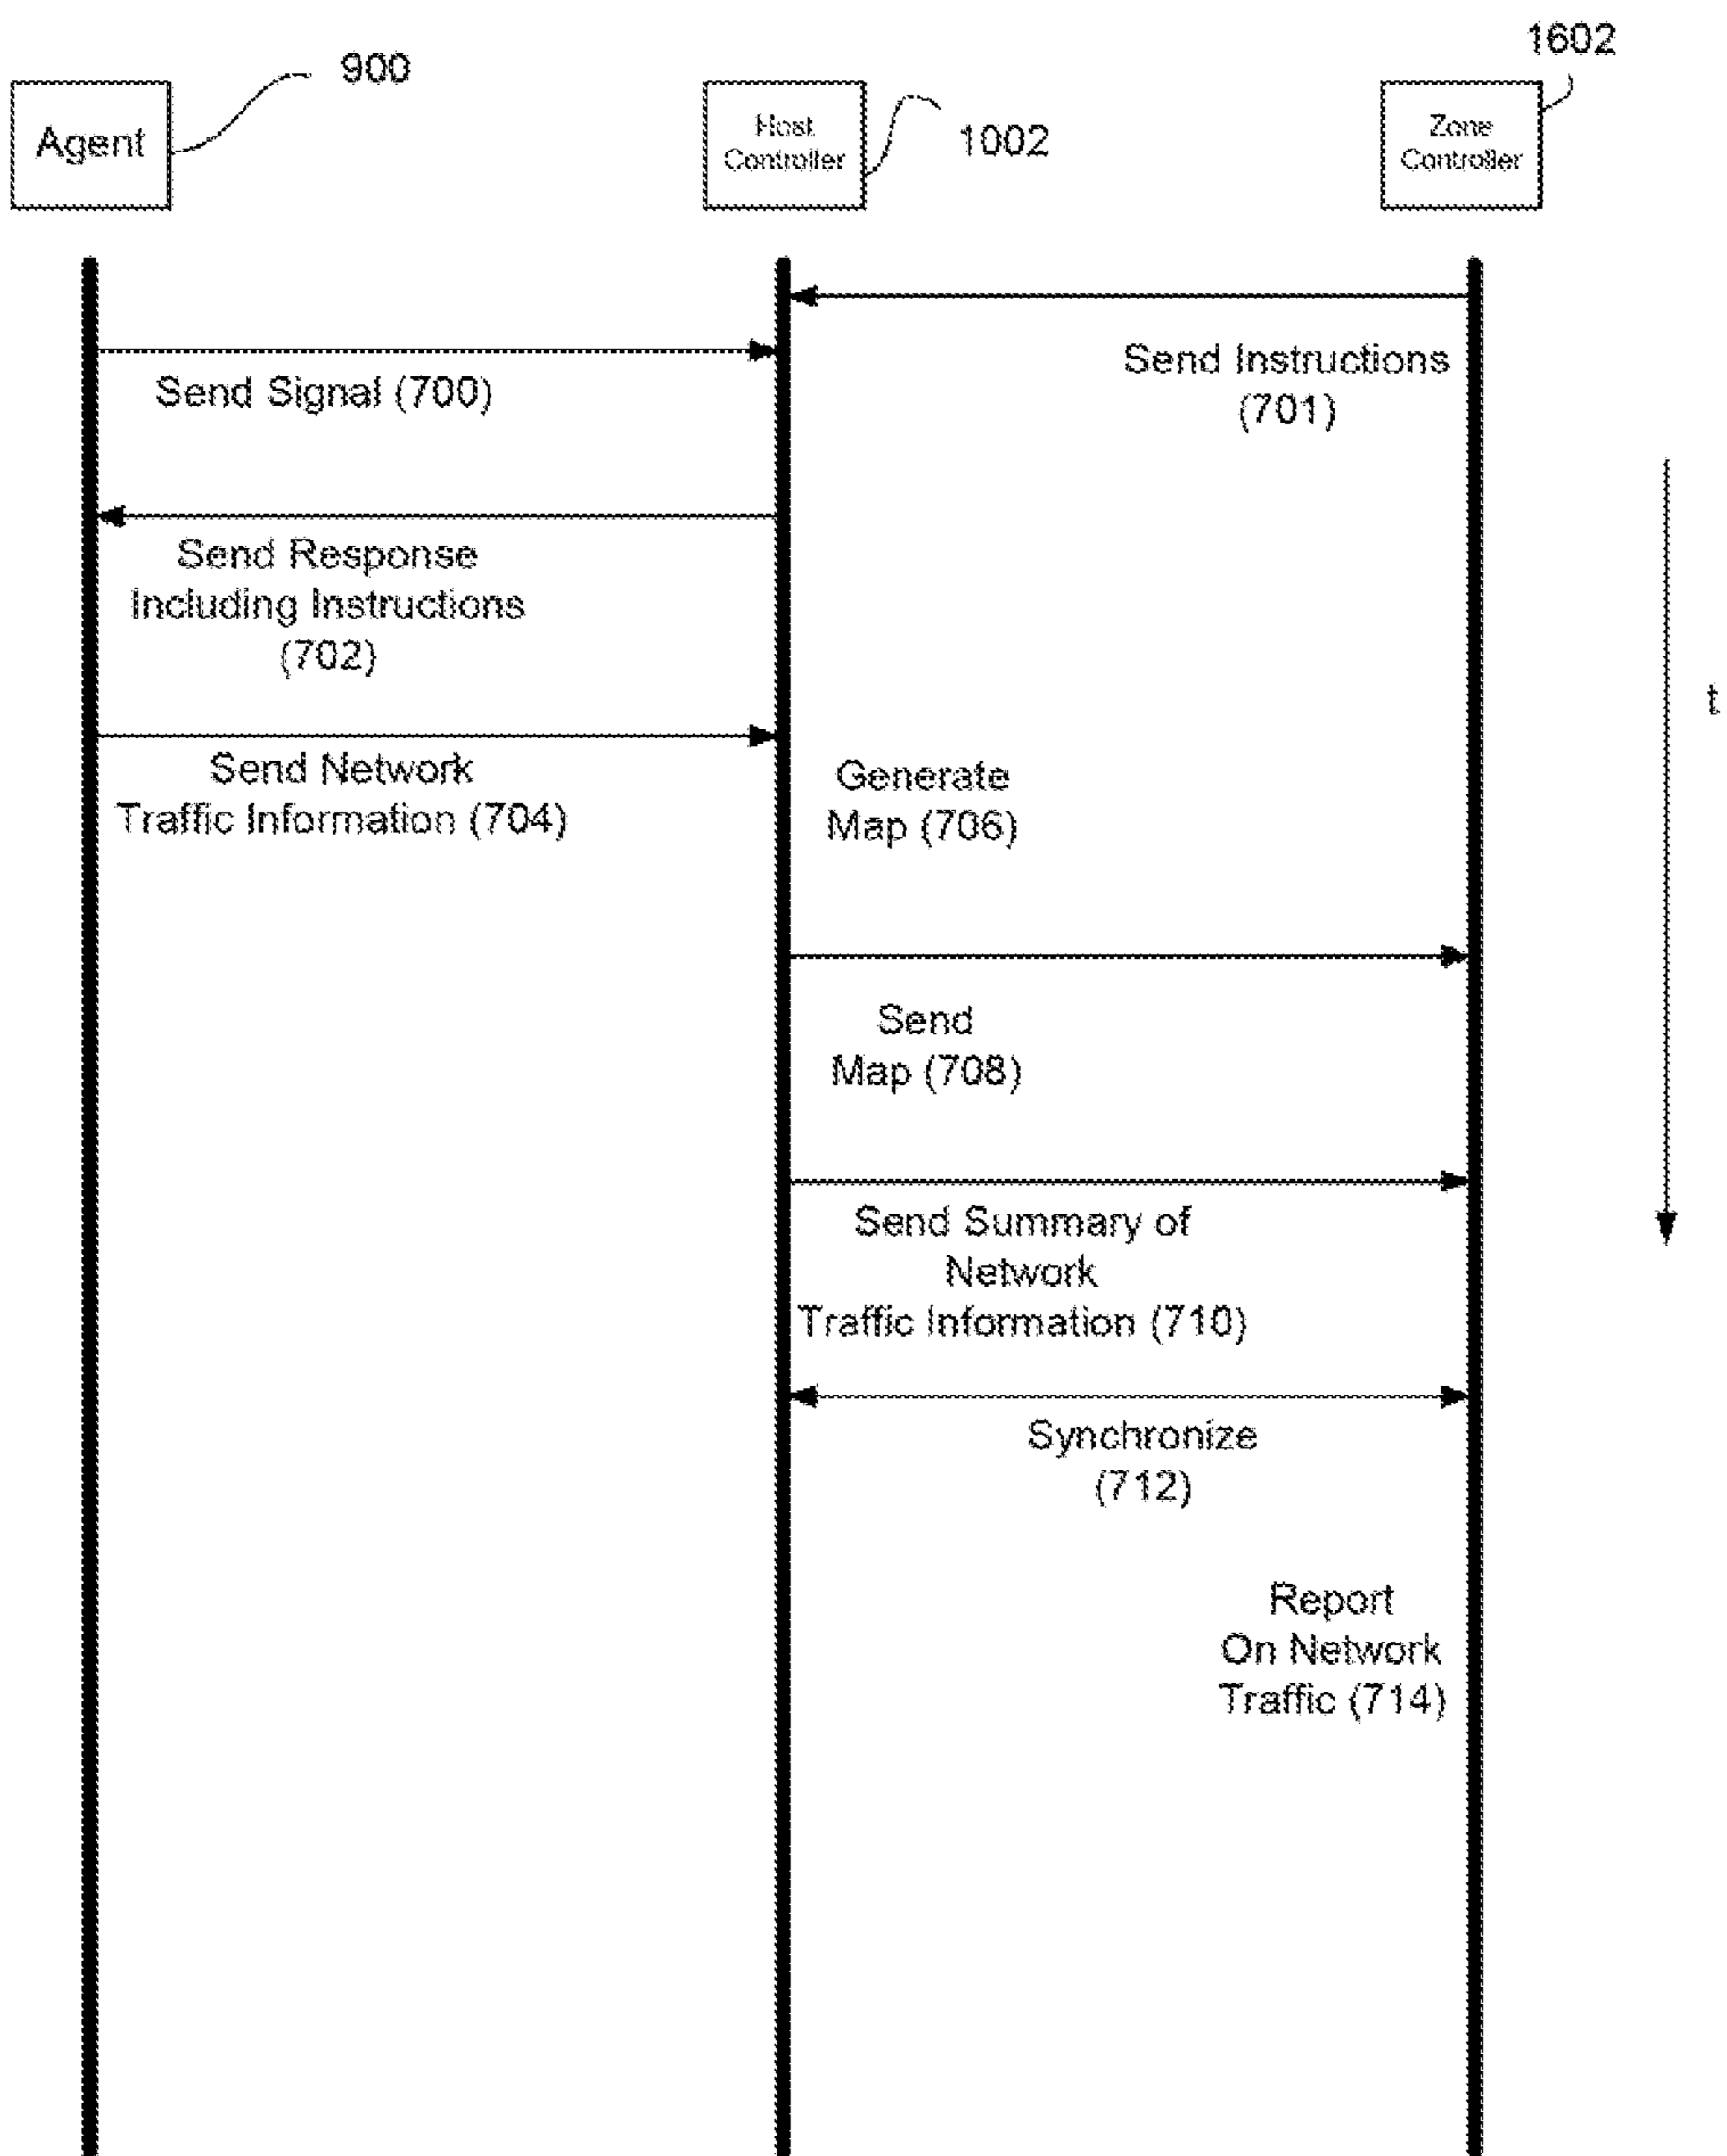 1602
900
Agent
Host
Controller
1002
Zone
Controller
Send Instructions
(701)
Send Signal (700)
Send Response
Including Instructions
(702)
t
Send Network
Traffic Information (704)
Generate
Map (706)
Send
Map (708)
Send Summary of
Network
Traffic Information (710)
Synchronize
(712)
Report
On Network
Traffic (714)